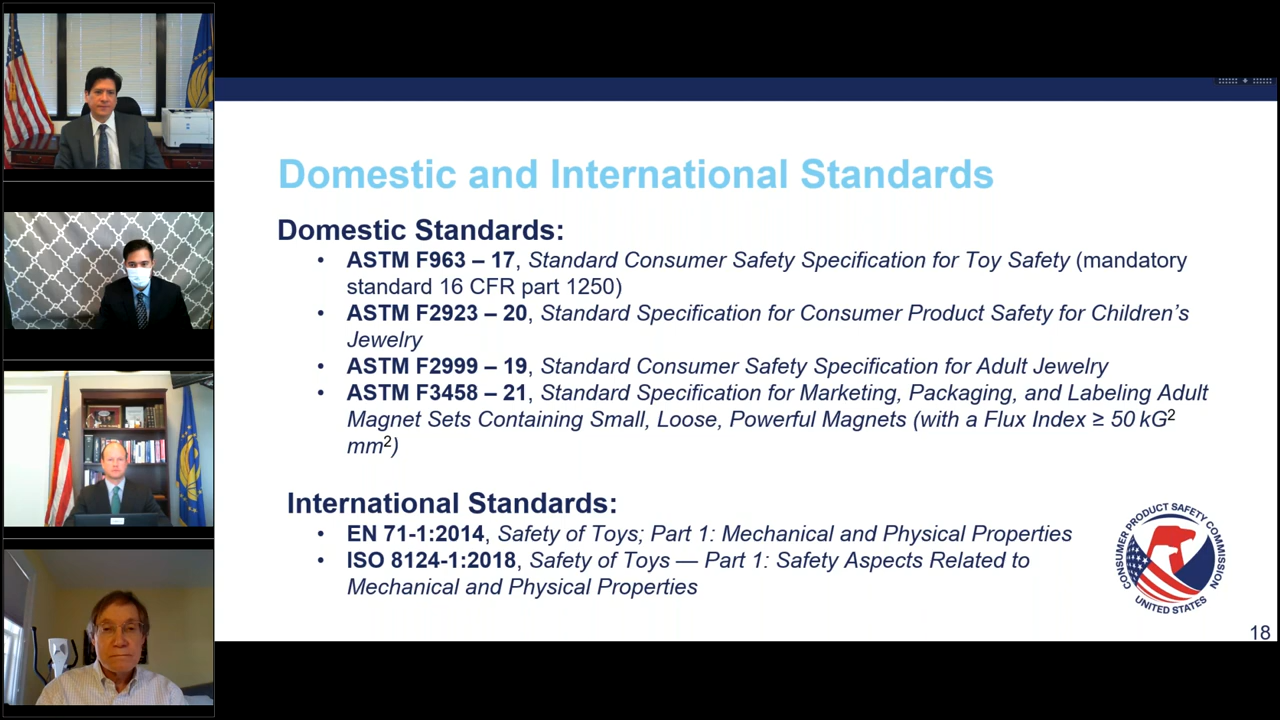 Domestic and International Standards
Domestic Standards:
• ASTM F963 – 17, Standard Consumer Safety Specification for Toy Safety (mandatory
standard 16 CFR part 1250)
• ASTM F2923 – 20, Standard Specification for Consumer Product Safety for Children's
Jewelry
• ASTM F2999 – 19, Standard Consumer Safety Specification for Adult Jewelry
• ASTM F3458 – 21, Standard Specification for Marketing, Packaging, and Labeling Adult
Magnet Sets Containing Small, Loose, Powerful Magnets (with a Flux Index ≥ 50 kG²
mm²)
International Standards:
• EN 71-1:2014, Safety of Toys; Part 1: Mechanical and Physical Properties
• ISO 8124-1:2018, Safety of Toys — Part 1: Safety Aspects Related to
Mechanical and Physical Properties
CONSUMER PRODUCT SAFETY COMMISSION
UNITED STATES
18